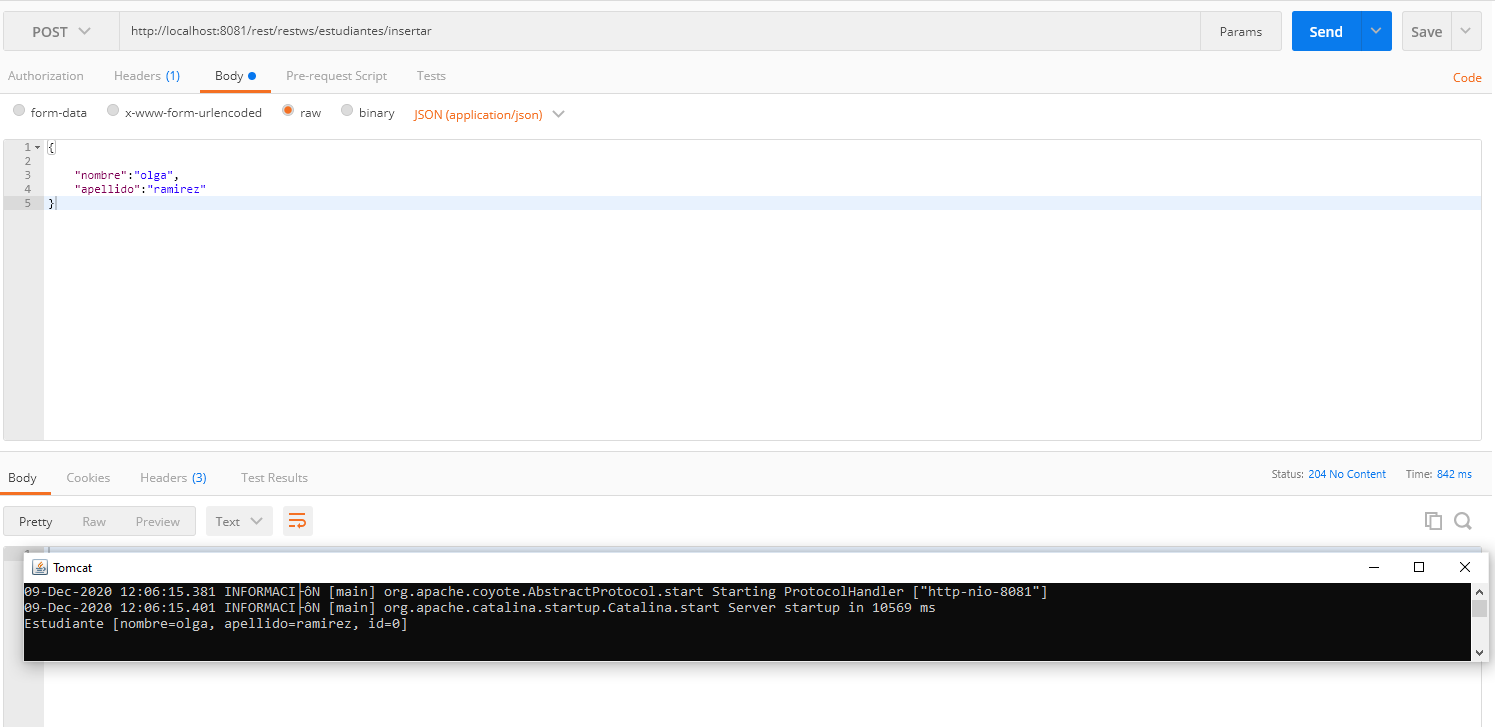 POST http://localhost:8081/rest/restws/estudiantes/insertar Params Send Save
Authorization Headers (1) Body Pre-request Script Tests Code
form-data x-www-form-urlencoded raw binary JSON (application/json)
1 {
2
3 "nombre":"olga",
4 "apellido":"ramirez"
5 }
Body Cookies Headers (3) Test Results Status: 204 No Content Time: 842 ms
Pretty Raw Preview Text
1
Tomcat
09-Dec-2020 12:06:15.381 INFORMACI├ôN [main] org.apache.coyote.AbstractProtocol.start Starting ProtocolHandler ["http-nio-8081"]
09-Dec-2020 12:06:15.401 INFORMACI├ôN [main] org.apache.catalina.startup.Catalina.start Server startup in 10569 ms
Estudiante [nombre=olga, apellido=ramirez, id=0]